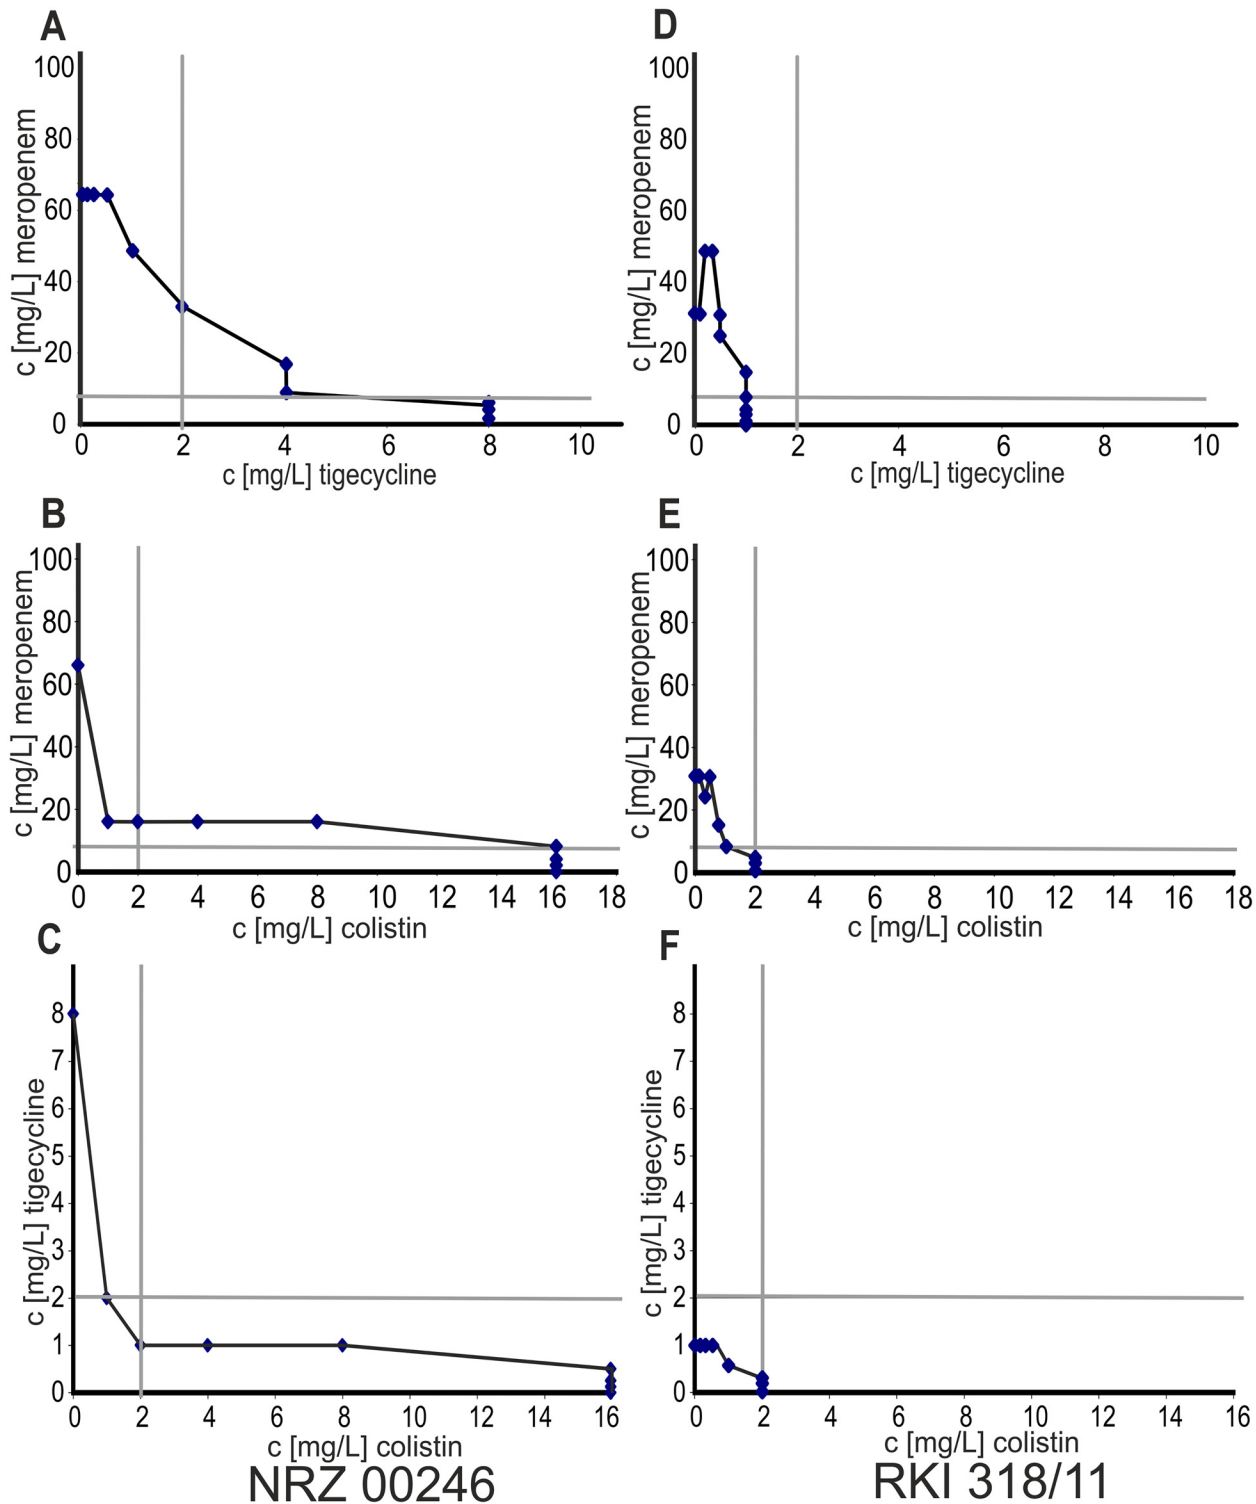 A
100
80
60
40
20
0
0 2 4 6 8 10
c [mg/L] meropenem
c [mg/L] tigecycline
D
100
80
60
40
20
0
0 2 4 6 8 10
c [mg/L] meropenem
c [mg/L] tigecycline
B
100
80
60
40
20
0
0 2 4 6 8 10 12 14 16 18
c [mg/L] meropenem
c [mg/L] colistin
E
100
80
60
40
20
0
0 2 4 6 8 10 12 14 16 18
c [mg/L] meropenem
c [mg/L] colistin
C
8
7
6
5
4
3
2
1
0
0 2 4 6 8 10 12 14 16
c [mg/L] tigecycline
c [mg/L] colistin
NRZ 00246
F
8
7
6
5
4
3
2
1
0
0 2 4 6 8 10 12 14 16
c [mg/L] tigecycline
c [mg/L] colistin
RKI 318/11